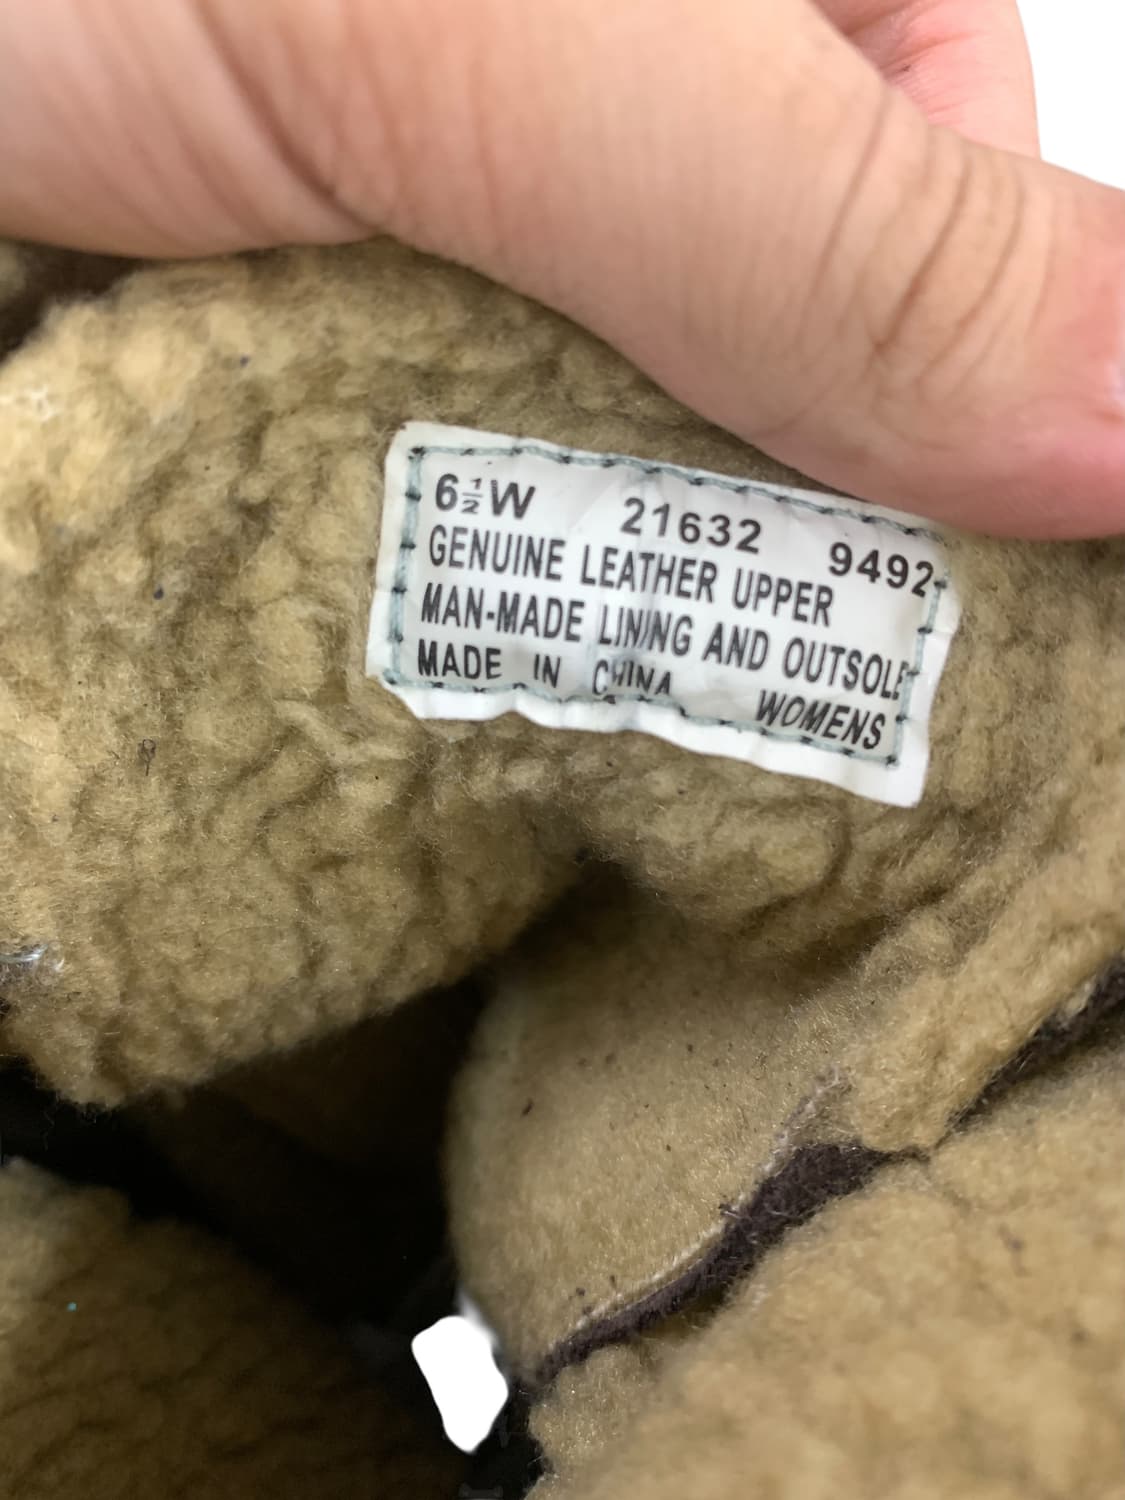 6½W 21632 9492
GENUINE LEATHER UPPER
MAN-MADE LINING AND OUTSOLE
MADE IN CHINA WOMENS